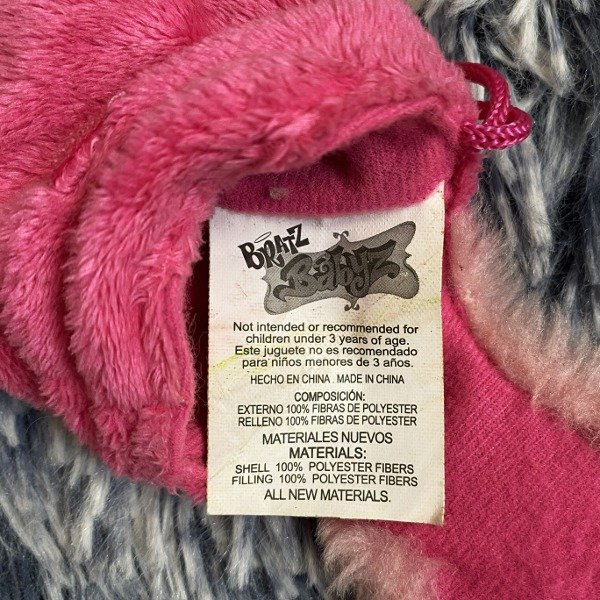 BRATZ
BABYZ
Not intended or recommended for
children under 3 years of age.
Este juguete no es recomendado
para niños menores de 3 años.
HECHO EN CHINA . MADE IN CHINA
COMPOSICIÓN:
EXTERNO 100% FIBRAS DE POLYESTER
RELLENO 100% FIBRAS DE POLYESTER
MATERIALES NUEVOS
MATERIALS:
SHELL 100% POLYESTER FIBERS
FILLING 100% POLYESTER FIBERS
ALL NEW MATERIALS.